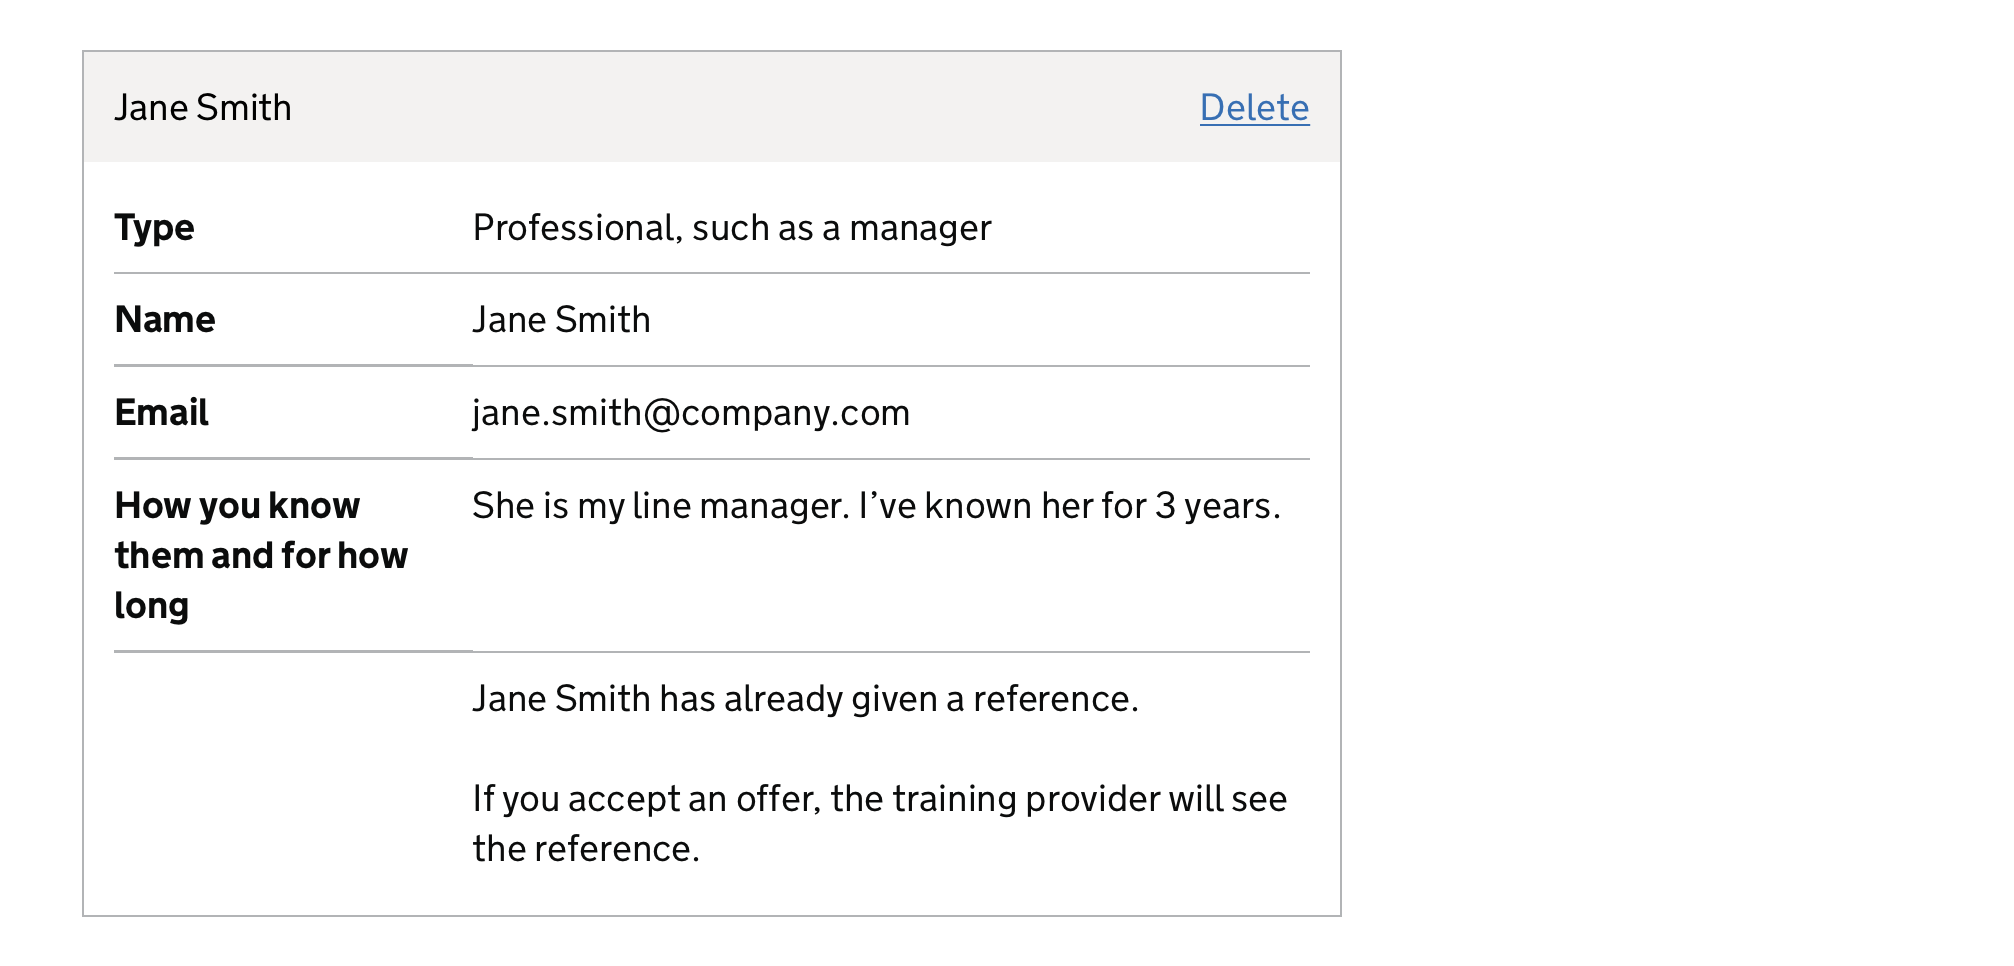 Jane Smith Delete
Type Professional, such as a manager
Name Jane Smith
Email jane.smith@company.com
How you know She is my line manager. I’ve known her for 3 years.
them and for how
long
Jane Smith has already given a reference.
If you accept an offer, the training provider will see
the reference.